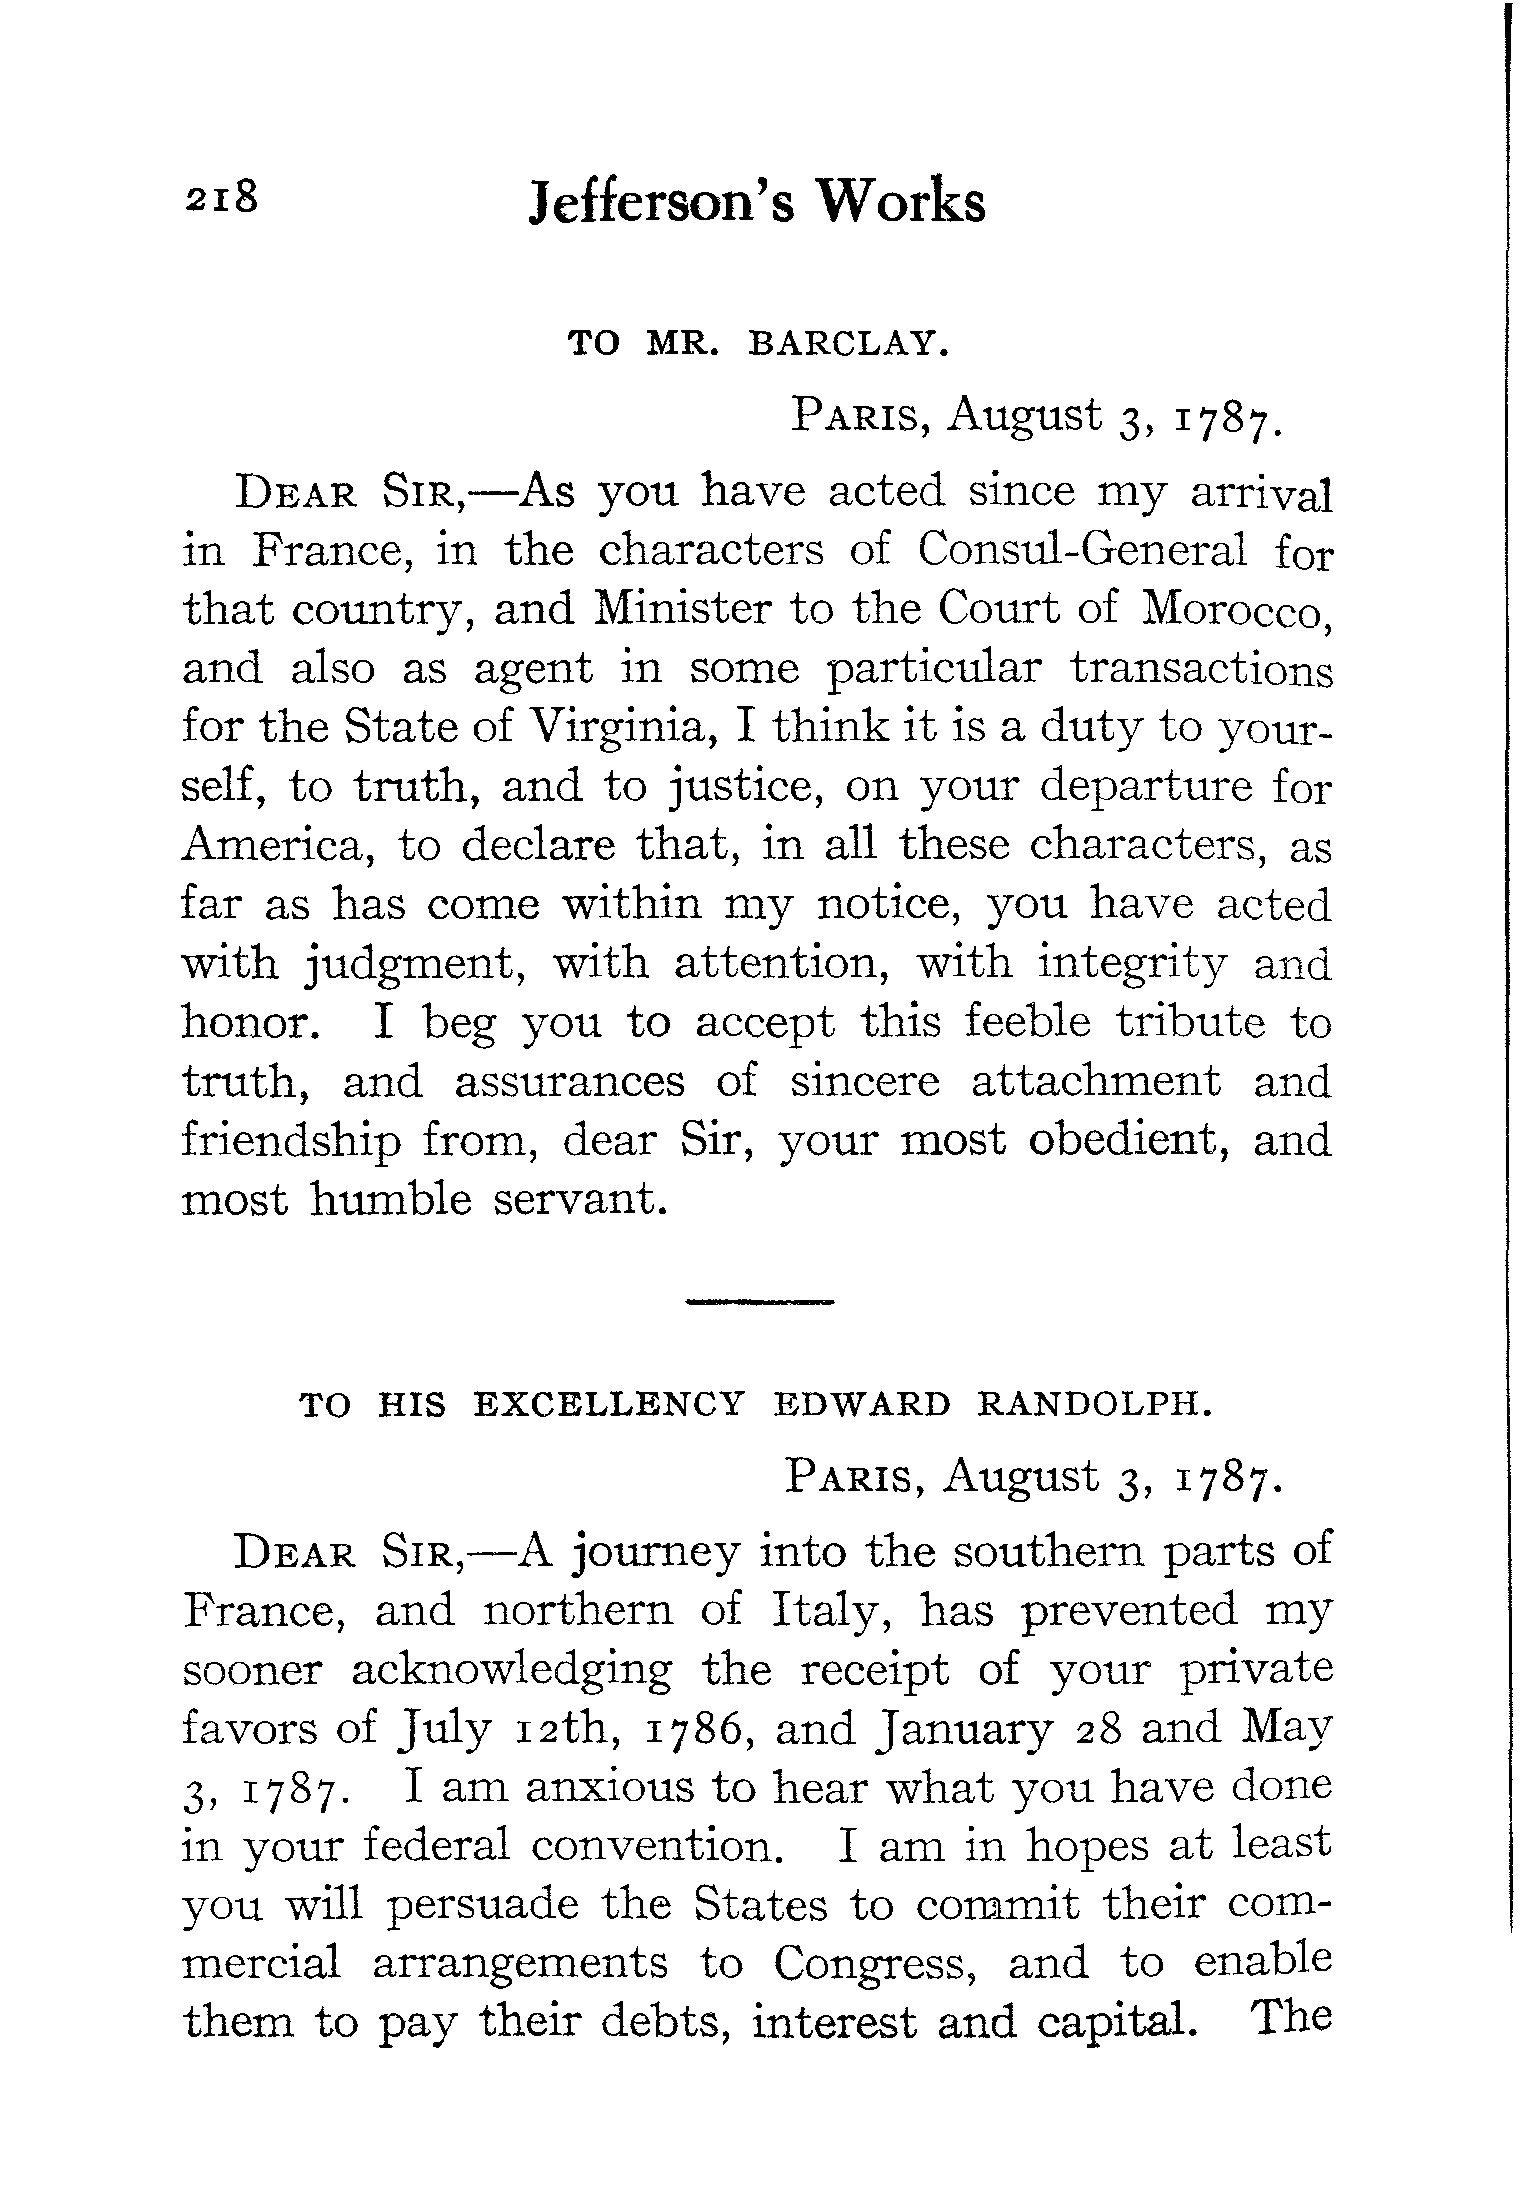 218 Jefferson's Works
TO MR. BARCLAY.
PARIS, August 3, 1787.
DEAR SIR,—As you have acted since my arrival
in France, in the characters of Consul-General for
that country, and Minister to the Court of Morocco,
and also as agent in some particular transactions
for the State of Virginia, I think it is a duty to your-
self, to truth, and to justice, on your departure for
America, to declare that, in all these characters, as
far as has come within my notice, you have acted
with judgment, with attention, with integrity and
honor. I beg you to accept this feeble tribute to
truth, and assurances of sincere attachment and
friendship from, dear Sir, your most obedient, and
most humble servant.
TO HIS EXCELLENCY EDWARD RANDOLPH.
PARIS, August 3, 1787.
DEAR SIR,—A journey into the southern parts of
France, and northern of Italy, has prevented my
sooner acknowledging the receipt of your private
favors of July 12th, 1786, and January 28 and May
3, 1787. I am anxious to hear what you have done
in your federal convention. I am in hopes at least
you will persuade the States to commit their com-
mercial arrangements to Congress, and to enable
them to pay their debts, interest and capital. The